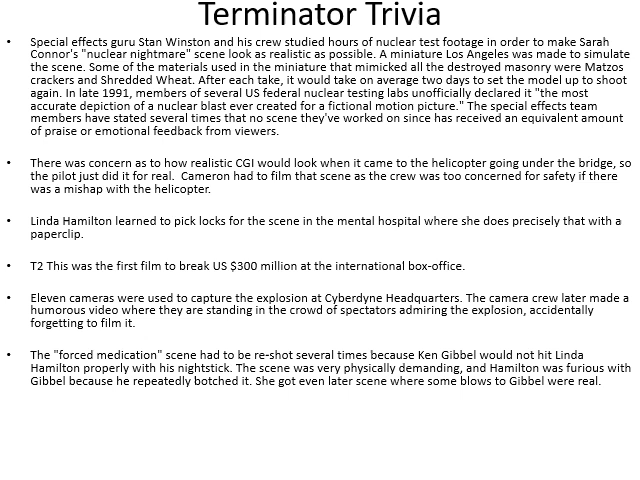 Terminator Trivia
• Special effects guru Stan Winston and his crew studied hours of nuclear test footage in order to make Sarah
Connor's "nuclear nightmare" scene look as realistic as possible. A miniature Los Angeles was made to simulate
the scene. Some of the materials used in the miniature that mimicked all the destroyed masonry were Matzos
crackers and Shredded Wheat. After each take, it would take on average two days to set the model up to shoot
again. In late 1991, members of several US federal nuclear testing labs unofficially declared it "the most
accurate depiction of a nuclear blast ever created for a fictional motion picture." The special effects team
members have stated several times that no scene they've worked on since has received an equivalent amount
of praise or emotional feedback from viewers.
• There was concern as to how realistic CGI would look when it came to the helicopter going under the bridge, so
the pilot just did it for real.  Cameron had to film that scene as the crew was too concerned for safety if there
was a mishap with the helicopter.
• Linda Hamilton learned to pick locks for the scene in the mental hospital where she does precisely that with a
paperclip.
• T2 This was the first film to break US $300 million at the international box-office.
• Eleven cameras were used to capture the explosion at Cyberdyne Headquarters. The camera crew later made a
humorous video where they are standing in the crowd of spectators admiring the explosion, accidentally
forgetting to film it.
• The "forced medication" scene had to be re-shot several times because Ken Gibbel would not hit Linda
Hamilton properly with his nightstick. The scene was very physically demanding, and Hamilton was furious with
Gibbel because he repeatedly botched it. She got even later scene where some blows to Gibbel were real.